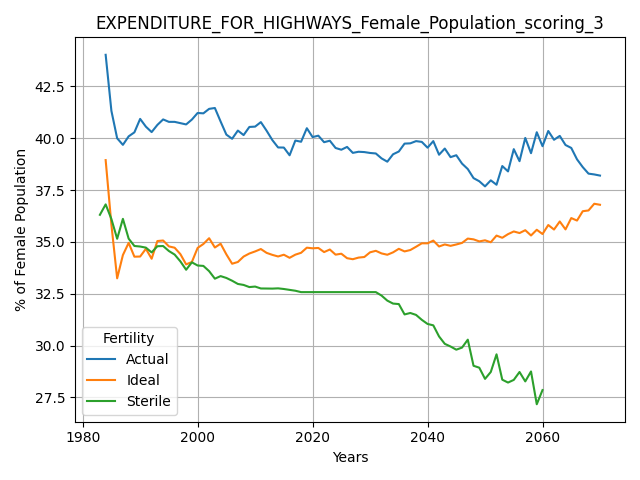 EXPENDITURE_FOR_HIGHWAYS_Female_Population_scoring_3
% of Female Population
42.5
40.0
37.5
35.0
32.5
30.0
27.5
Fertility
Actual
Ideal
Sterile
1980
2000
2020
2040
2060
Years